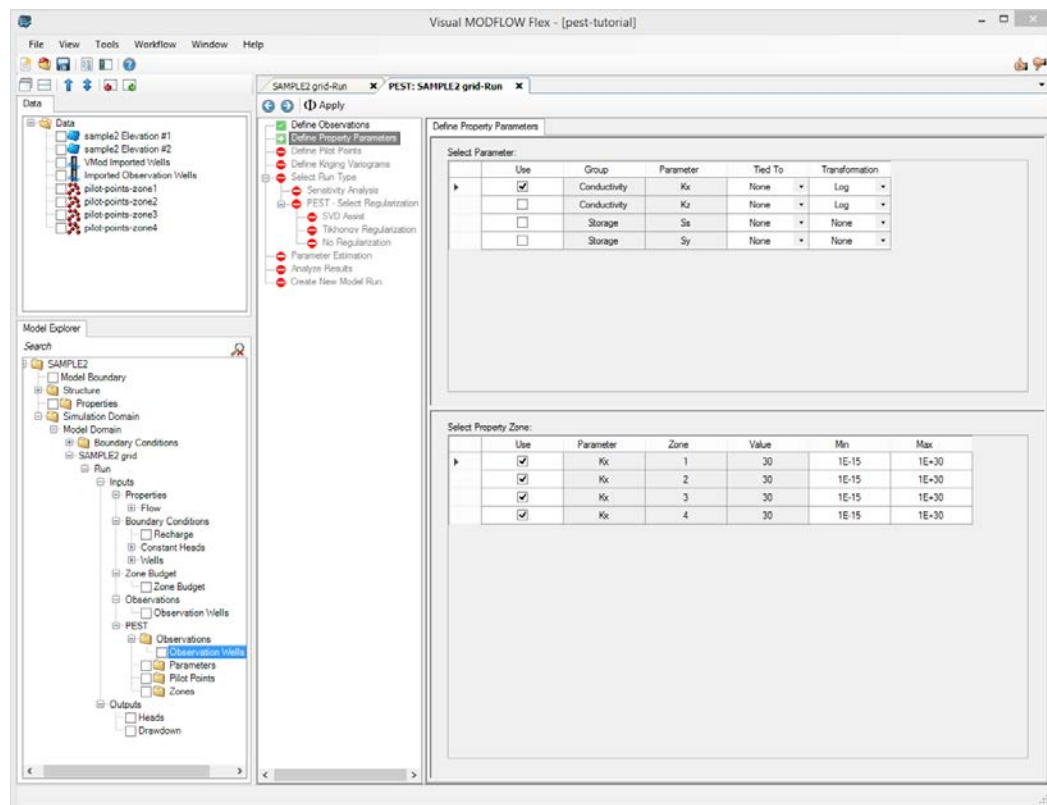 Visual MODFLOW Flex - [pest-tutorial]
File View Tools Workflow Window Help
Data
Data
sample2 Elevation #1
sample2 Elevation #2
VMod Imported Wells
Imported Observation Wells
pilot-points-zone1
pilot-points-zone2
pilot-points-zone3
pilot-points-zone4
Model Explorer
Search
SAMPLE2
Model Boundary
Structure
Properties
Simulation Domain
Model Domain
Boundary Conditions
SAMPLE2 grid
Run
Inputs
Properties
Flow
Boundary Conditions
Recharge
Constant Heads
Wells
Zone Budget
Zone Budget
Observations
Observation Wells
PEST
Observations
Observation Wells
Parameters
Pilot Points
Zones
Outputs
Heads
Drawdown
SAMPLE2 grid-Run X PEST: SAMPLE2 grid-Run X
Apply
Define Observations
Define Property Parameters
Define Pilot Points
Define Kriging Variograms
Select Run Type
Sensitivity Analysis
PEST - Select Regularization
SVD Assist
Tikhonov Regularization
No Regularization
Parameter Estimation
Analyze Results
Create New Model Run
Define Property Parameters
Select Parameter:
Use Group Parameter Tied To Transformation
Conductivity Kx None Log
Conductivity Kz None Log
Storage Ss None None
Storage Sy None None
Select Property Zone:
Use Parameter Zone Value Min Max
Kx 1 30 1E-15 1E+30
Kx 2 30 1E-15 1E+30
Kx 3 30 1E-15 1E+30
Kx 4 30 1E-15 1E+30